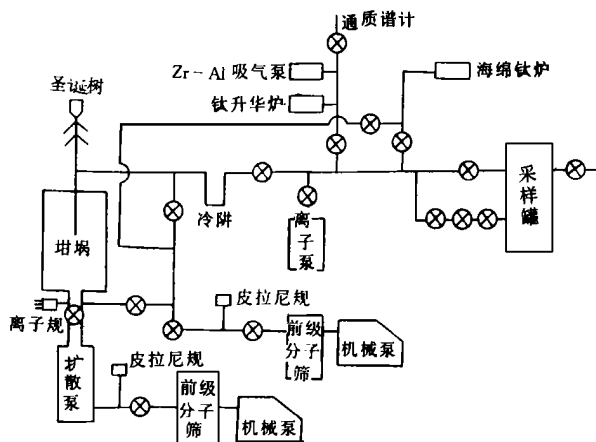 通质谱计
Zr-Al 吸气泵
海绵钛炉
钛升华炉
圣诞树
采
样
罐
坩埚
冷阱
离
子
泵
离子规
皮拉尼规
前级
分子
筛
机械泵
扩
散
泵
皮拉尼规
前级
分子
筛
机械泵